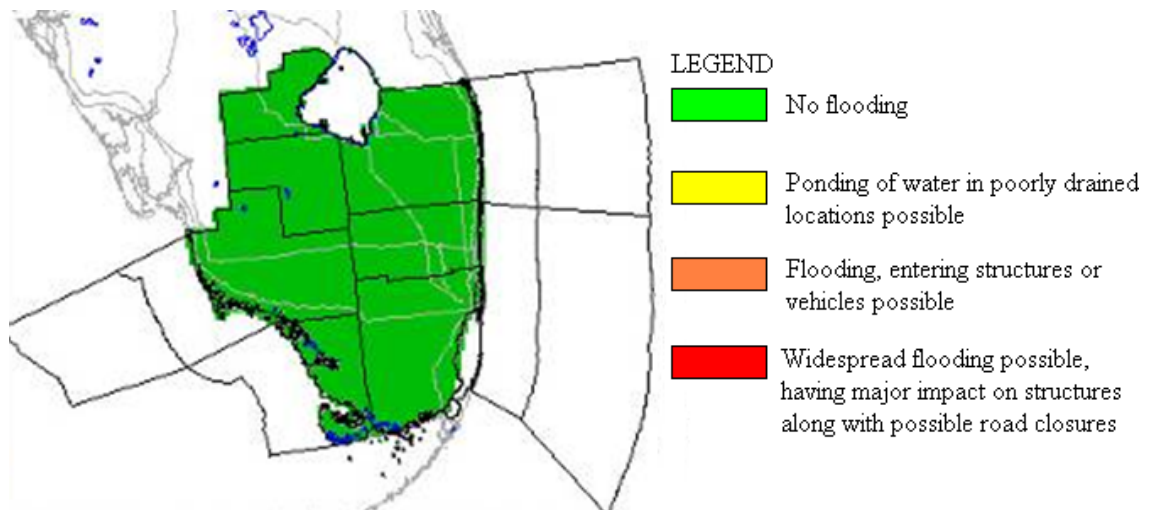 LEGEND
No flooding
Ponding of water in poorly drained
locations possible
Flooding, entering structures or
vehicles possible
Widespread flooding possible,
having major impact on structures
along with possible road closures